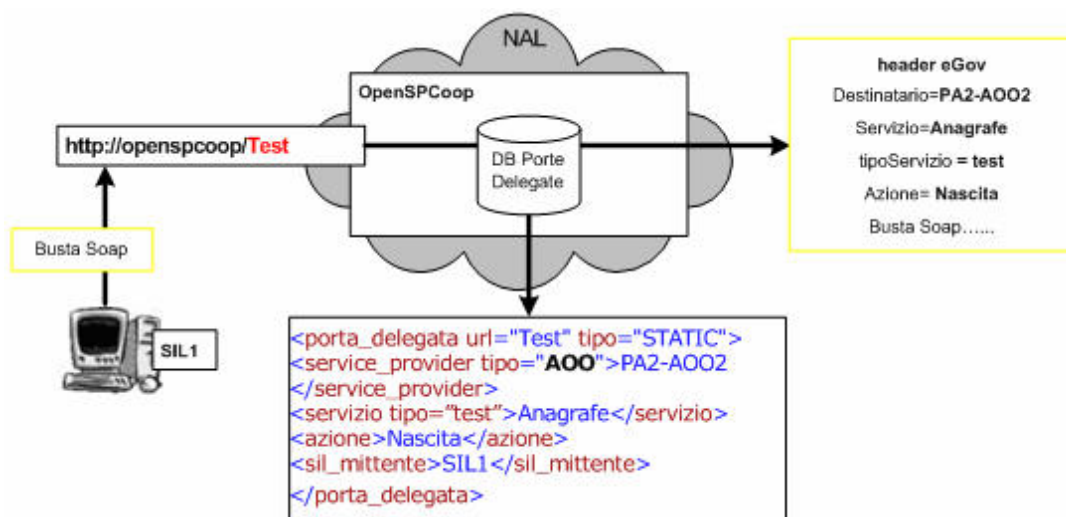 NAL
OpenSPCoop
http://openspcoop/Test
DB Porte
Delegate
header eGov
Destinatario=PA2-AOO2
Servizio=Anagrafe
tipoServizio = test
Azione= Nascita
Busta Soap......
Busta Soap
SIL1
<porta_delegata url="Test" tipo="STATIC">
<service_provider tipo="AOO">PA2-AOO2
</service_provider>
<servizio tipo=”test”>Anagrafe</servizio>
<azione>Nascita</azione>
<sil_mittente>SIL1</sil_mittente>
</porta_delegata>